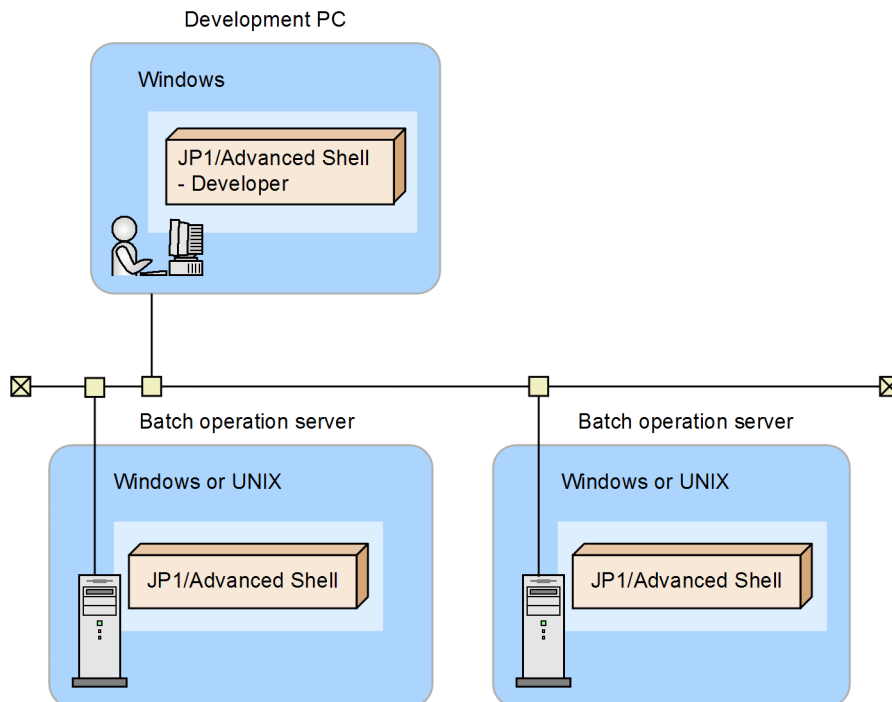 Development PC
Windows
JP1/Advanced Shell
- Developer
Batch operation server
Batch operation server
Windows or UNIX
Windows or UNIX
JP1/Advanced Shell
JP1/Advanced Shell